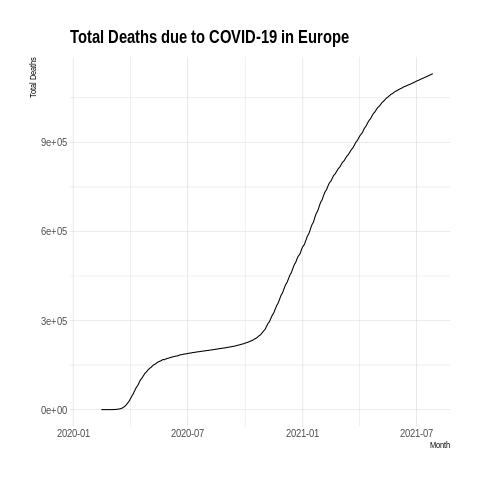 Total Deaths due to COVID-19 in Europe
Total Deaths
9e+05
6e+05
3e+05
0e+00
2020-01 2020-07 2021-01 2021-07
Month